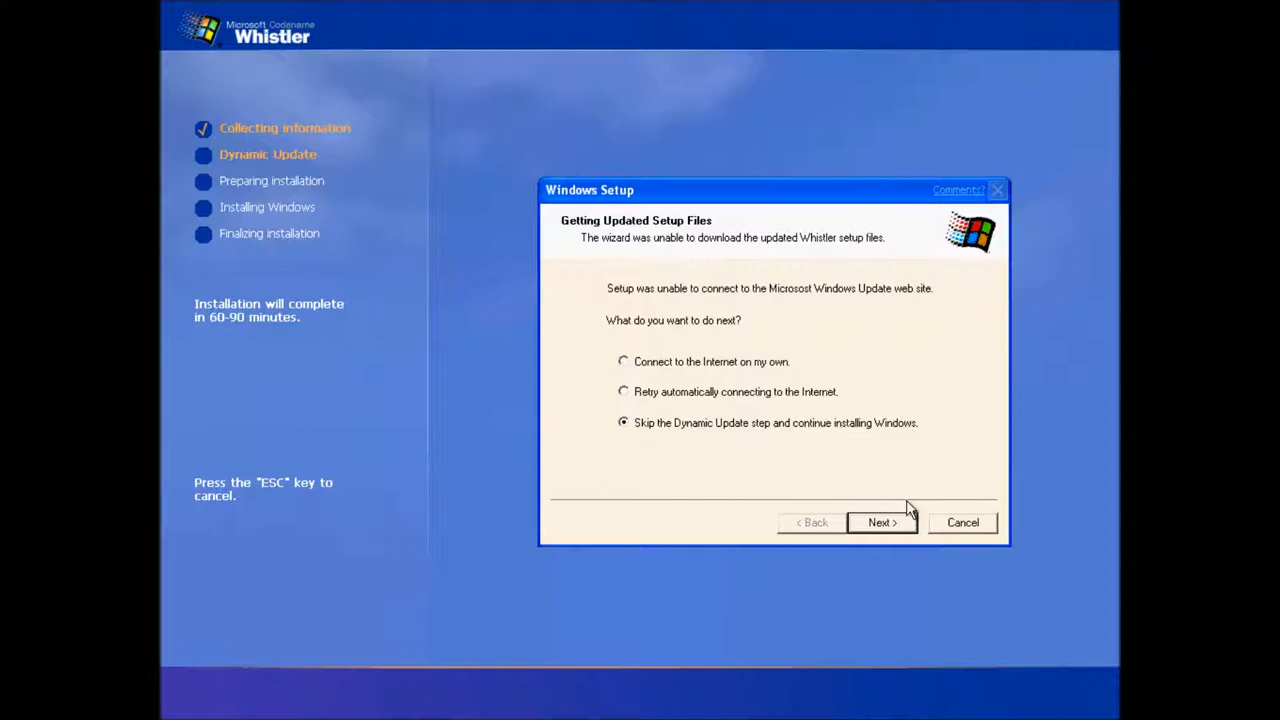 Microsoft Codename
Whistler
Collecting information
Dynamic Update
Preparing installation
Installing Windows
Finalizing installation
Installation will complete
in 60-90 minutes.
Press the "ESC" key to
cancel.
Windows Setup
Comments?
Getting Updated Setup Files
The wizard was unable to download the updated Whistler setup files.
Setup was unable to connect to the Microsost Windows Update web site.
What do you want to do next?
Connect to the Internet on my own.
Retry automatically connecting to the Internet.
Skip the Dynamic Update step and continue installing Windows.
< Back
Next >
Cancel